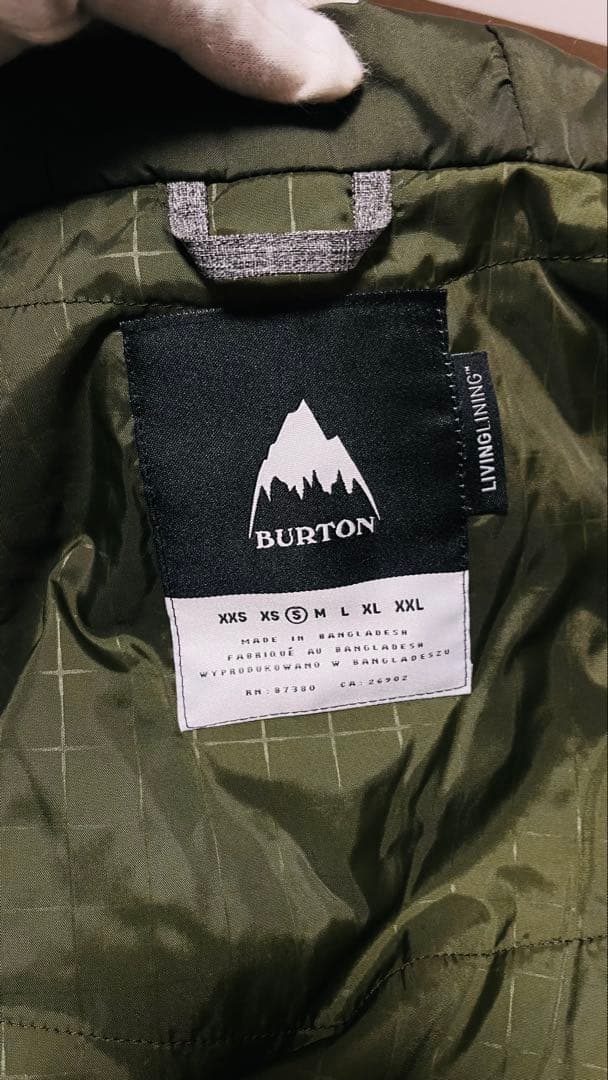 BURTON
LIVINGLINING™
XXS XS S M L XL XXL
MADE IN BANGLADESH
FABRIQUÉ AU BANGLADESH
WYPRODUKOWANO W BANGLADESZU
RN: 87380 CA: 26902